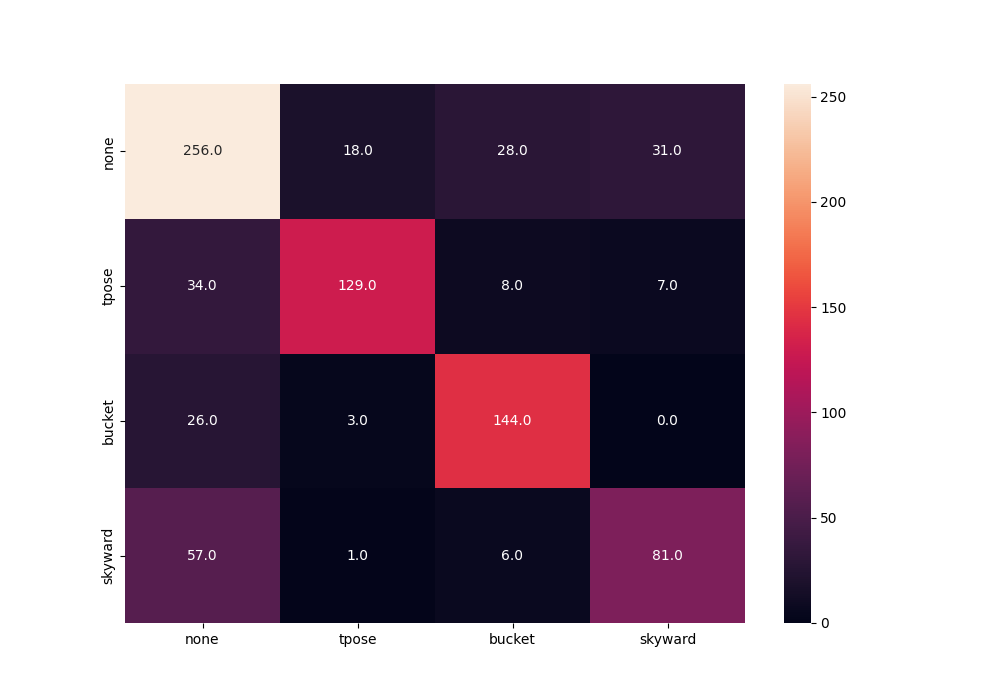 250
none 256.0 18.0 28.0 31.0
200
tpose 34.0 129.0 8.0 7.0
150
100
bucket 26.0 3.0 144.0 0.0
50
skyward 57.0 1.0 6.0 81.0
0
none tpose bucket skyward